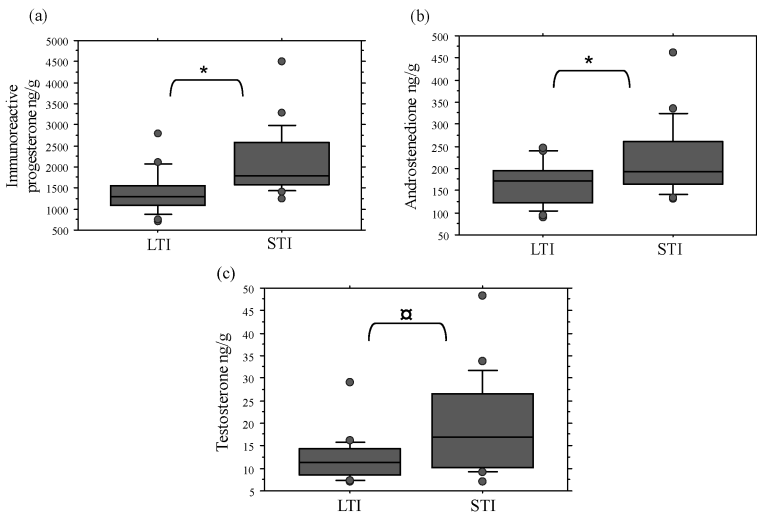 (a)
Immunoreactive
progesterone ng/g
5000
4500
4000
3500
3000
2500
2000
1500
1000
500
*
LTI
STI
(b)
Androstenedione ng/g
500
450
400
350
300
250
200
150
100
50
*
LTI
STI
(c)
Testosterone ng/g
50
45
40
35
30
25
20
15
10
5
¤
LTI
STI